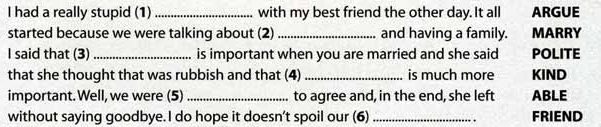 I had a really stupid (1) .............................. with my best friend the other day. It all ARGUE
started because we were talking about (2) .............................. and having a family. MARRY
I said that (3) .............................. is important when you are married and she said POLITE
that she thought that was rubbish and that (4) .............................. is much more KIND
important. Well, we were (5) .............................. to agree and, in the end, she left ABLE
without saying goodbye. I do hope it doesn't spoil our (6) .............................. . FRIEND